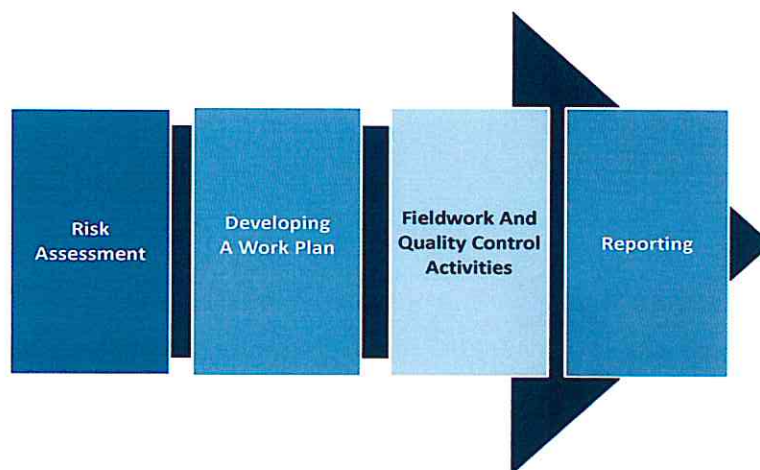 Risk
Assessment
Developing
A Work Plan
Fieldwork And
Quality Control
Activities
Reporting